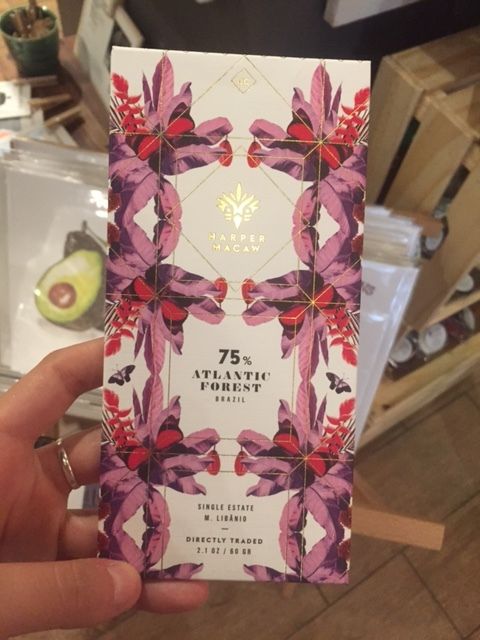 HARPER
MACAW
75%
ATLANTIC
FOREST
BRAZIL
SINGLE ESTATE
M. LIBÂNIO
DIRECTLY TRADED
2.1 OZ / 60 GR